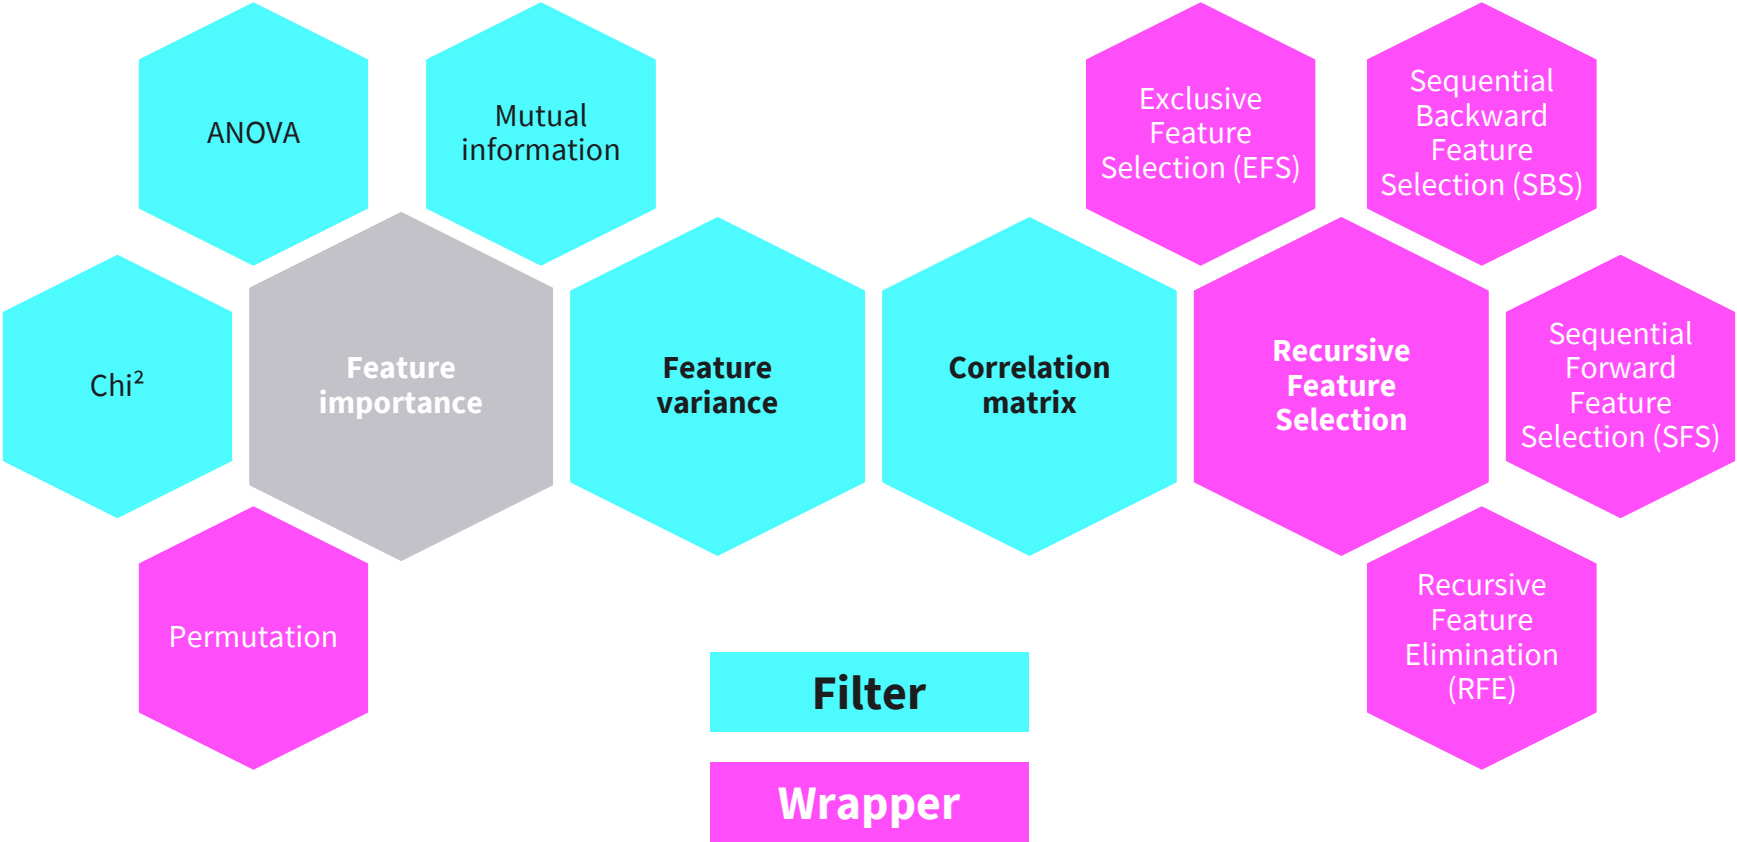 ANOVA
Mutual
information
Exclusive
Feature
Selection (EFS)
Sequential
Backward
Feature
Selection (SBS)
Chi²
Feature
importance
Feature
variance
Correlation
matrix
Recursive
Feature
Selection
Sequential
Forward
Feature
Selection (SFS)
Permutation
Recursive
Feature
Elimination
(RFE)
Filter
Wrapper